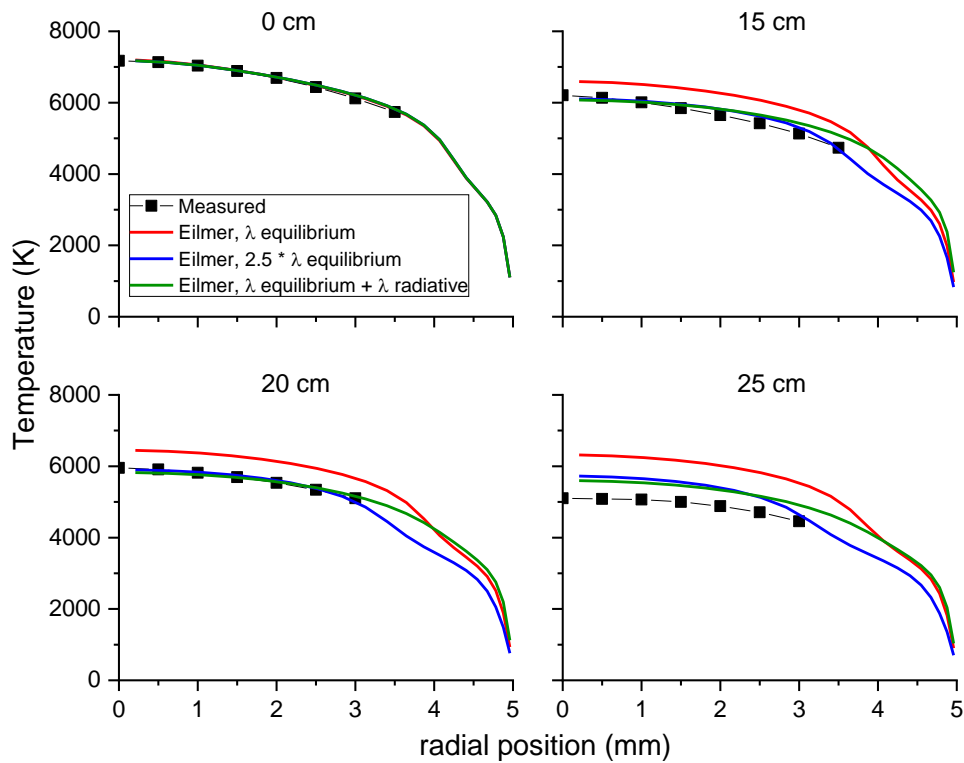 0 cm
15 cm
8000
6000
4000
2000
0
Measured
Eilmer, λ equilibrium
Eilmer, 2.5 * λ equilibrium
Eilmer, λ equilibrium + λ radiative
Temperature (K)
20 cm
25 cm
8000
6000
4000
2000
0
0 1 2 3 4 5
0 1 2 3 4 5
radial position (mm)